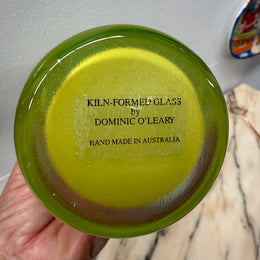 KILN-FORMED GLASS
by
DOMINIC O'LEARY
HAND MADE IN AUSTRALIA